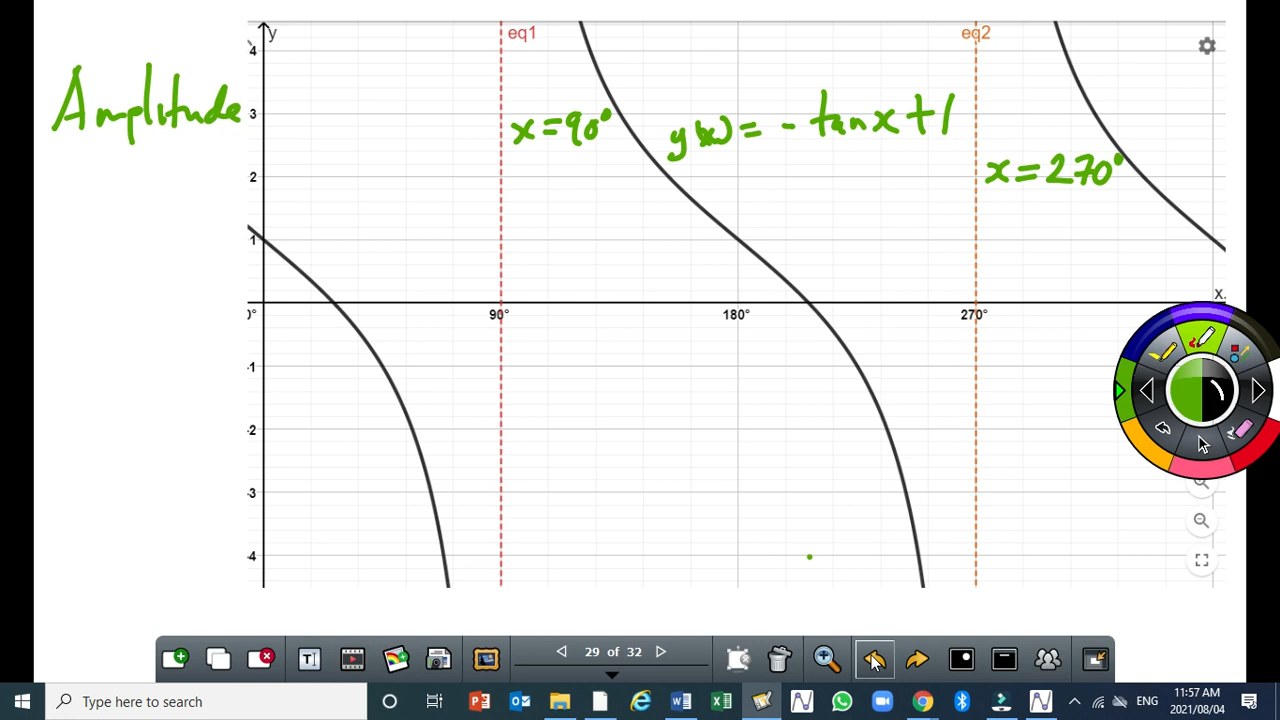 y
eq1
eq2
4
Amplitude
3
x=90°
y(x) = - tanx+1
x=270°
2
1
x.
0°
90°
180°
270°
-1
-2
-3
-4
T
29 of 32
Type here to search
ENG
11:57 AM
2021/08/04